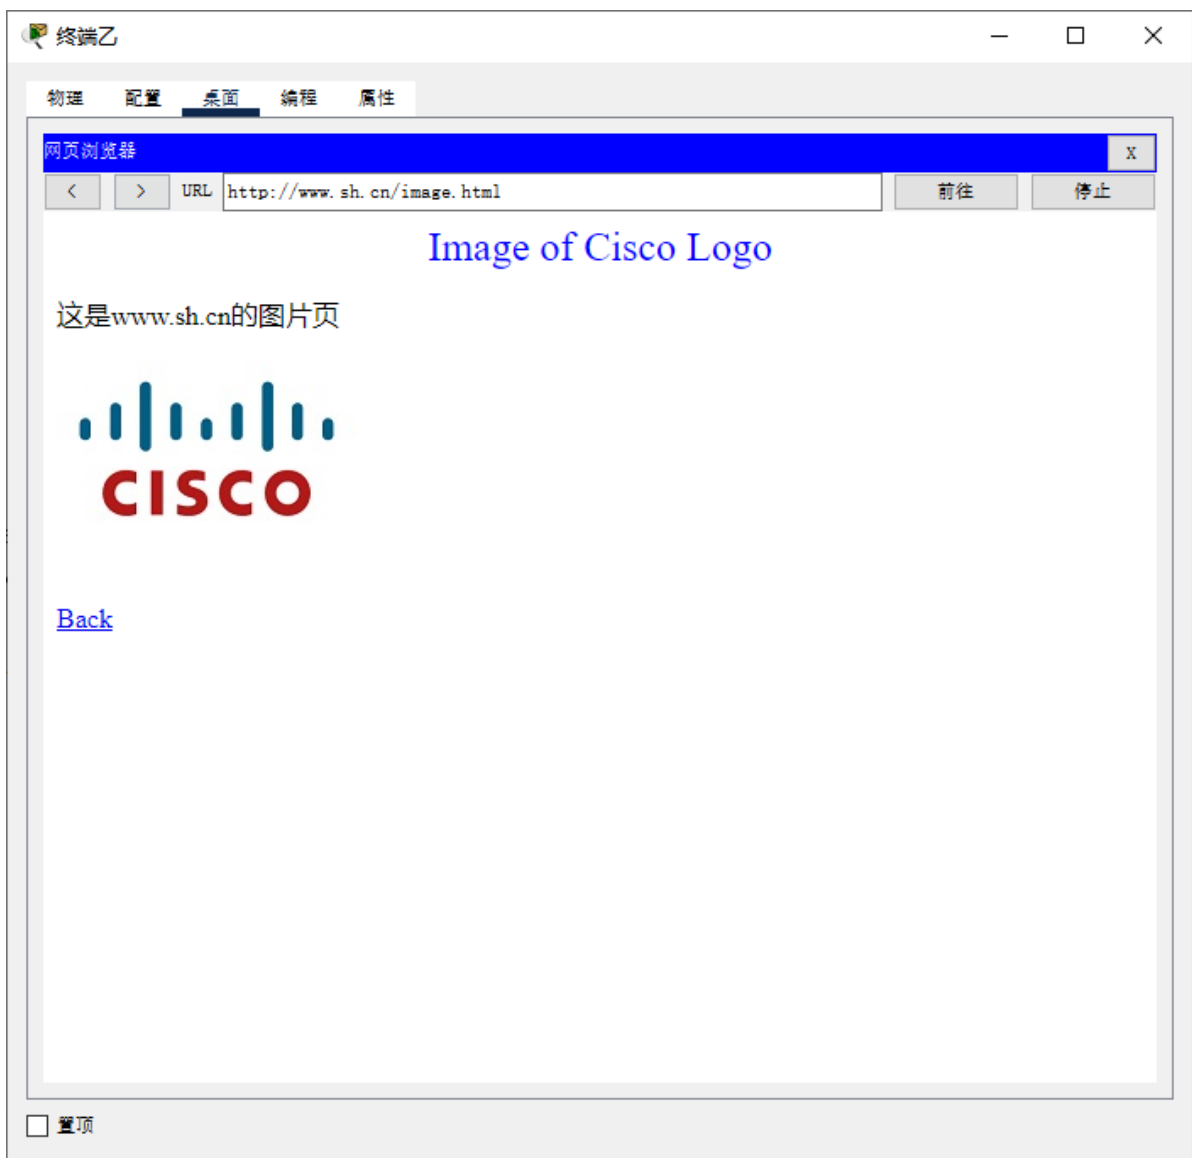 终端乙
物理 配置 桌面 编程 属性
网页浏览器 X
< > URL http://www.sh.cn/image.html 前往 停止
Image of Cisco Logo
这是www.sh.cn的图片页
CISCO
Back
置顶